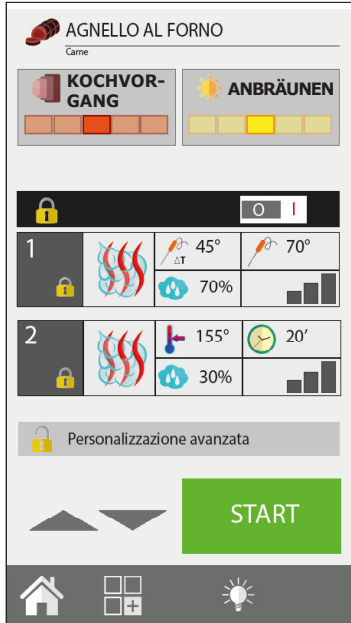 AGNELLO AL FORNO
Carne
KOCHVOR-
GANG
ANBRÄUNEN
O I
1
ΔT 45° 70°
70%
2
155° 20′
30%
Personalizzazione avanzata
START